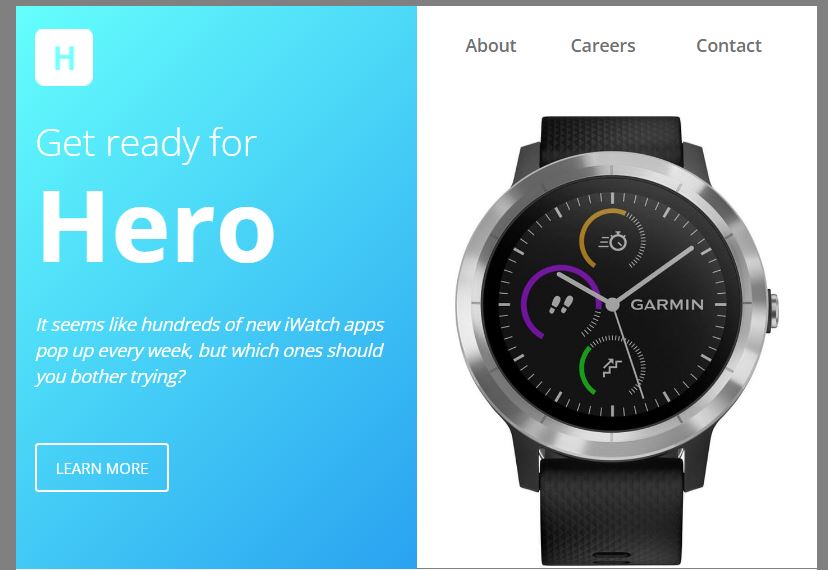 H
About Careers Contact
Get ready for
Hero
It seems like hundreds of new iWatch apps
pop up every week, but which ones should
you bother trying?
LEARN MORE
GARMIN